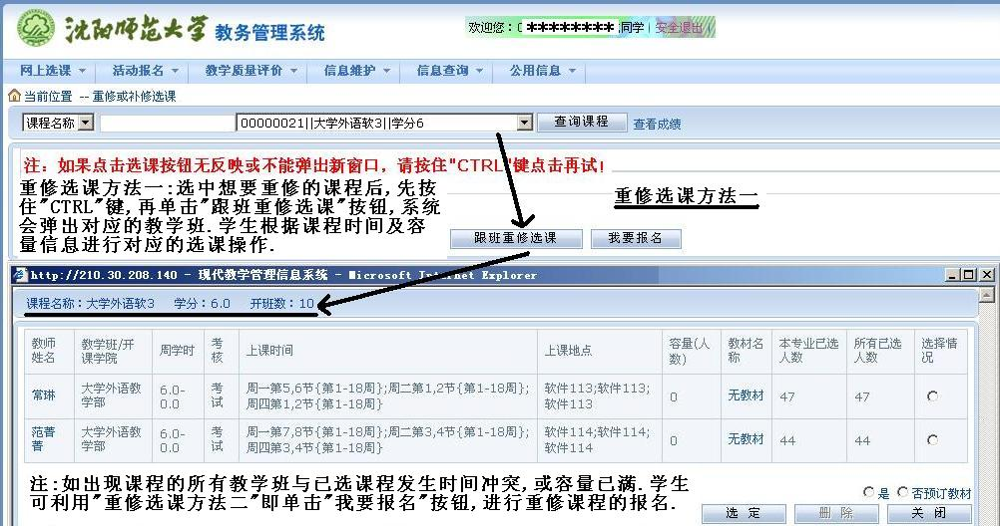 沈阳师范大学 教务管理系统
欢迎您：( ********* 同学 安全退出
网上选课 活动报名 教学质量评价 信息维护 信息查询 公用信息
当前位置 -- 重修或补修选课
课程名称 00000021||大学外语软3||学分6 查询课程 查看成绩
注：如果点击选课按钮无反映或不能弹出新窗口，请按住"CTRL"键点击再试！
重修选课方法一:选中想要重修的课程后,先按
住"CTRL"键,再单击"跟班重修选课"按钮,系统
会弹出对应的教学班.学生根据课程时间及容
量信息进行对应的选课操作.
重修选课方法一
跟班重修选课 我要报名
http://210.30.208.140 - 现代教学管理信息系统 - Microsoft Internet Explorer
课程名称：大学外语软3 学分：6.0 开班数：10
教师姓名 教学班/开课学院 周学时 考核 上课时间 上课地点 容量(人数) 教材名称 本专业已选人数 所有已选人数 选择情况
常琳 大学外语教学部 6.0-0.0 考试 周一第5,6节{第1-18周};周二第1,2节{第1-18周};周四第1,2节{第1-18周} 软件113;软件113;软件113 0 无教材 47 47
范蕾蕾 大学外语教学部 6.0-0.0 考试 周一第7,8节{第1-18周};周二第3,4节{第1-18周};周四第3,4节{第1-18周} 软件114;软件114;软件114 0 无教材 44 44
注:如出现课程的所有教学班与已选课程发生时间冲突,或容量已满.学生
可利用"重修选课方法二"即单击"我要报名"按钮,进行重修课程的报名.
是 否预订教材
选 定 删 除 关 闭